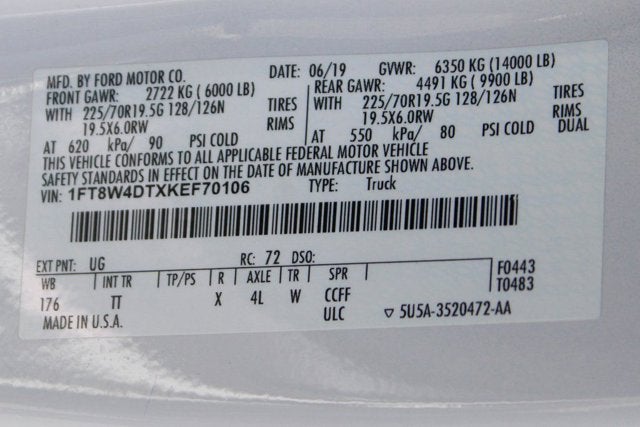 MFD. BY FORD MOTOR CO. DATE: 06/19 GVWR: 6350 KG (14000 LB)
FRONT GAWR: 2722 KG (6000 LB) REAR GAWR: 4491 KG (9900 LB)
WITH 225/70R19.5G 128/126N TIRES WITH 225/70R19.5G 128/126N TIRES
19.5X6.0RW RIMS 19.5X6.0RW RIMS
AT 620 kPa/ 90 PSI COLD AT 550 kPa/ 80 PSI COLD DUAL
THIS VEHICLE CONFORMS TO ALL APPLICABLE FEDERAL MOTOR VEHICLE
SAFETY STANDARDS IN EFFECT ON THE DATE OF MANUFACTURE SHOWN ABOVE.
VIN: 1FT8W4DTXKEF70106 TYPE: Truck
EXT PNT: UG RC: 72 DSO:
WB INT TR TP/PS R AXLE TR SPR F0443
176 TT X 4L W CCFF T0483
MADE IN U.S.A. ULC ▽ 5U5A-3520472-AA